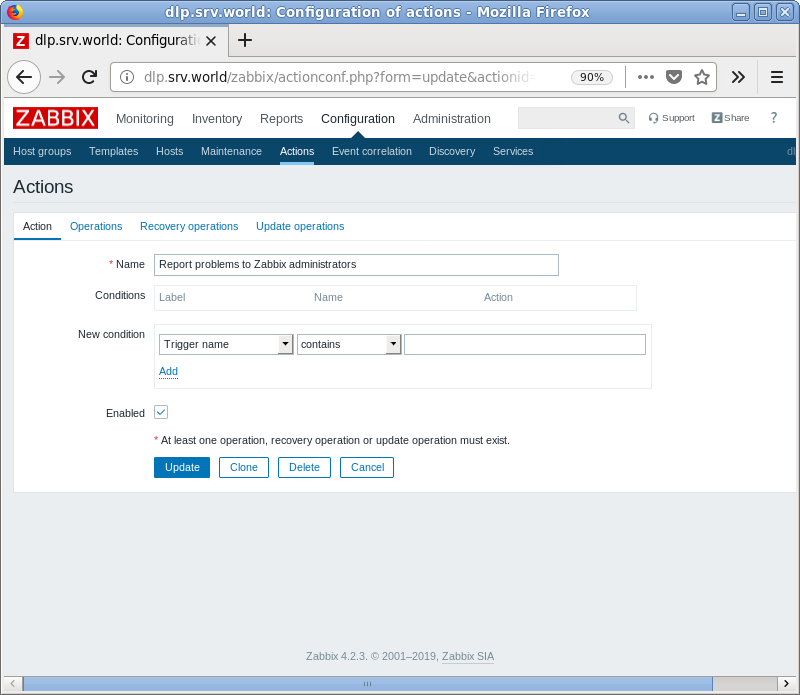 dlp.srv.world: Configuration of actions - Mozilla Firefox
dlp.srv.world: Configurati
dlp.srv.world/zabbix/actionconf.php?form=update&actionid= 90%
ZABBIX Monitoring Inventory Reports Configuration Administration Support Z Share ?
Host groups Templates Hosts Maintenance Actions Event correlation Discovery Services
Actions
Action Operations Recovery operations Update operations
* Name Report problems to Zabbix administrators
Conditions Label Name Action
New condition
Trigger name contains
Add
Enabled
* At least one operation, recovery operation or update operation must exist.
Update Clone Delete Cancel
Zabbix 4.2.3. © 2001–2019, Zabbix SIA